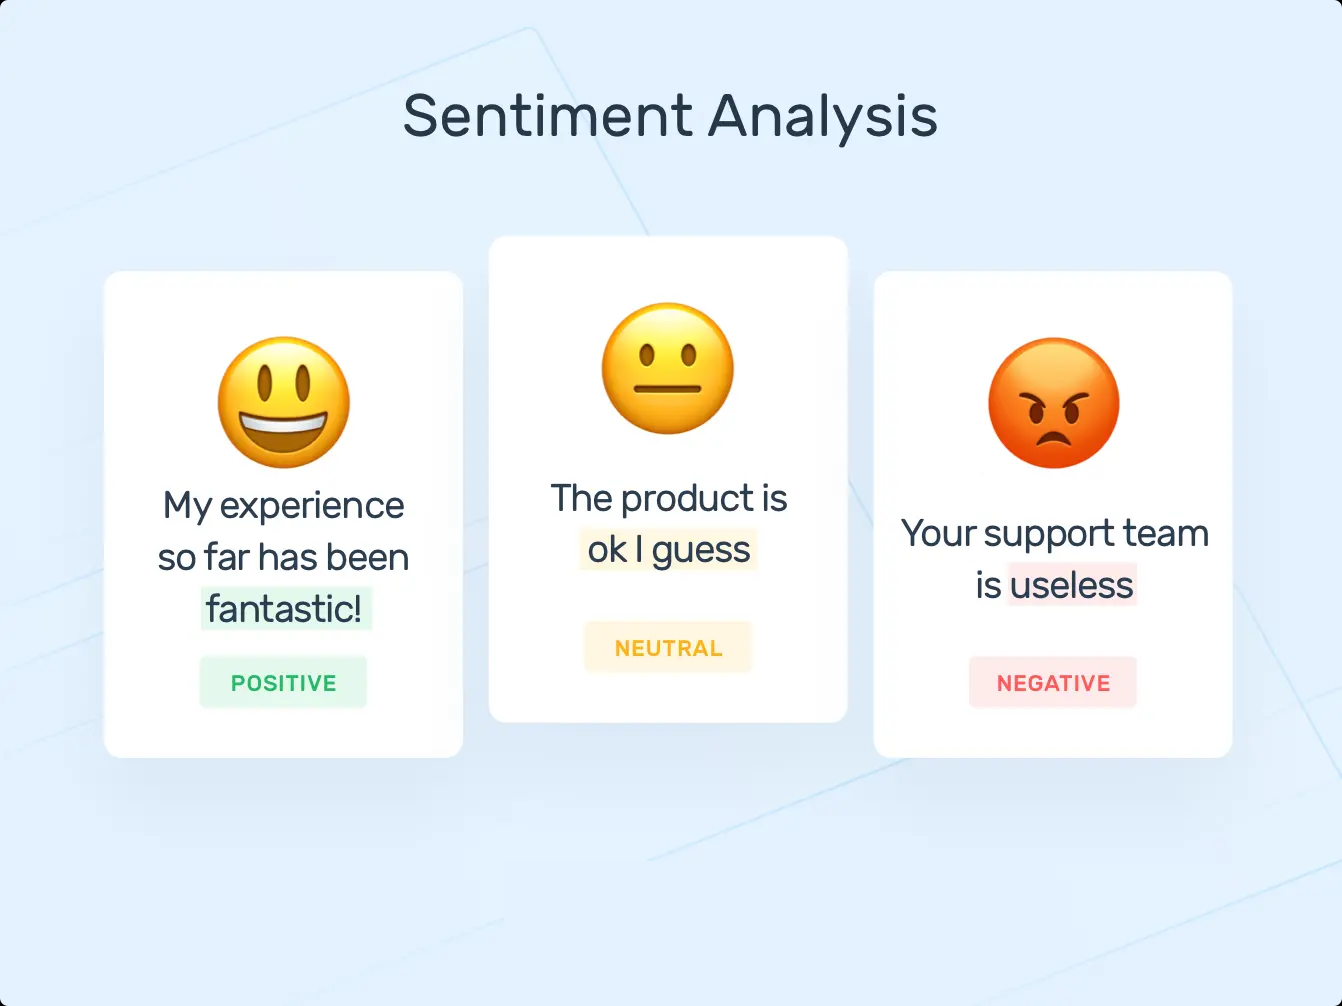 Sentiment Analysis
My experience
so far has been
fantastic!
POSITIVE
The product is
ok I guess
NEUTRAL
Your support team
is useless
NEGATIVE